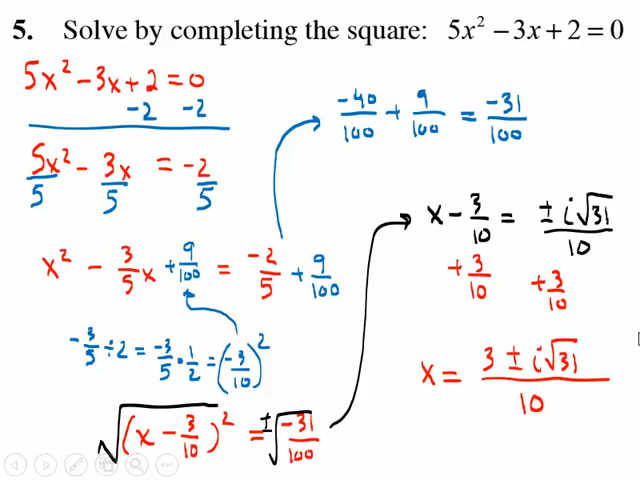 5. Solve by completing the square: 5x² − 3x + 2 = 0
5x² − 3x + 2 = 0
−2 −2
5x²/5 − 3x/5 = −2/5
x² − 3/5 x + 9/100 = −2/5 + 9/100
−3/5 ÷ 2 = −3/5 · 1/2 = (−3/10)²
√(x − 3/10)² = ±√(−31/100)
−40/100 + 9/100 = −31/100
x − 3/10 = ± i√31/10
+3/10 +3/10
x = (3 ± i√31)/10